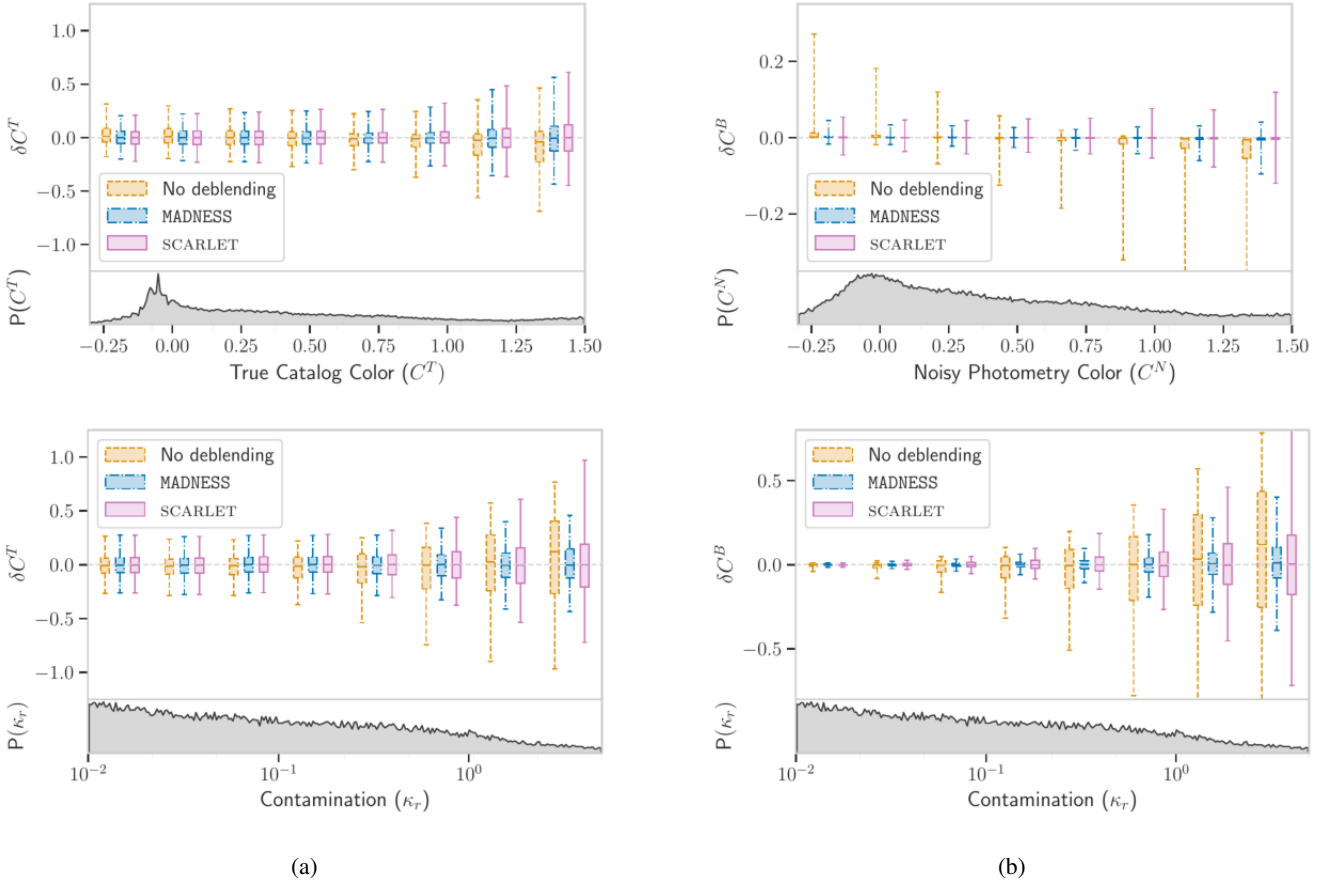 1.0
0.5
0.0
−0.5
−1.0
δC^T
No deblending
MADNESS
SCARLET
P(C^T)
−0.25 0.00 0.25 0.50 0.75 1.00 1.25 1.50
True Catalog Color (C^T)
0.2
0.0
−0.2
δC^B
No deblending
MADNESS
SCARLET
P(C^N)
−0.25 0.00 0.25 0.50 0.75 1.00 1.25 1.50
Noisy Photometry Color (C^N)
1.0
0.5
0.0
−0.5
−1.0
δC^T
No deblending
MADNESS
SCARLET
P(κ_r)
10^−2 10^−1 10^0
Contamination (κ_r)
0.5
0.0
−0.5
δC^B
No deblending
MADNESS
SCARLET
P(κ_r)
10^−2 10^−1 10^0
Contamination (κ_r)
(a)
(b)